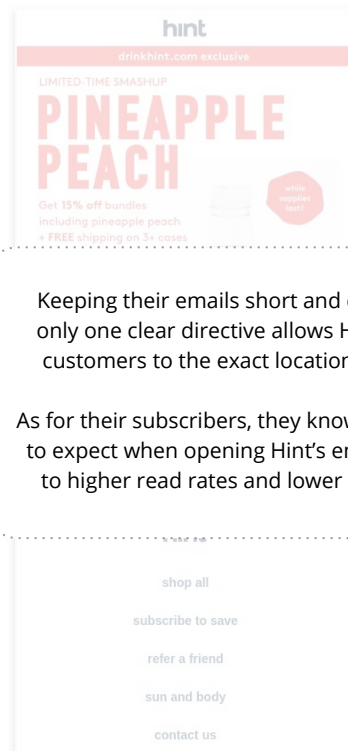 hint
drinkhint.com exclusive
LIMITED-TIME SMASHUP
PINEAPPLE
PEACH
Get 15% off bundles
including pineapple peach
+ FREE shipping on 3+ cases
while
supplies
last!
Keeping their emails short and
only one clear directive allows H
customers to the exact location
As for their subscribers, they know
to expect when opening Hint’s e
to higher read rates and lower
shop all
subscribe to save
refer a friend
sun and body
contact us